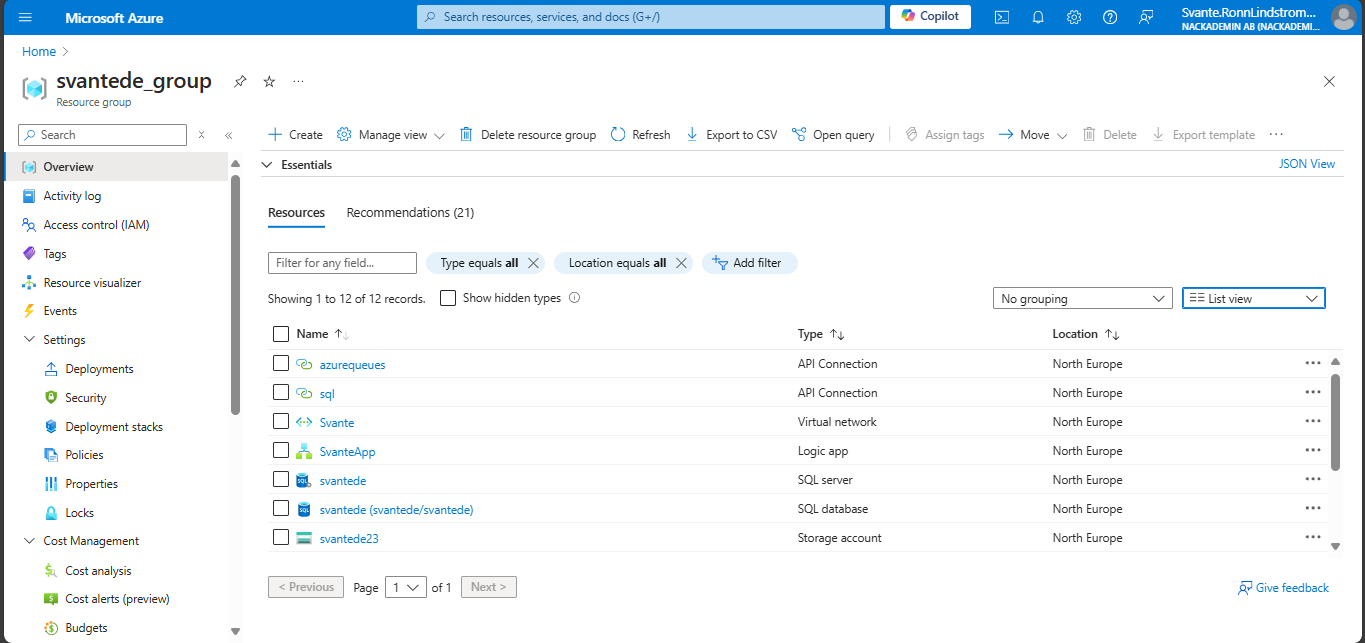 Microsoft Azure
Search resources, services, and docs (G+/)
Copilot
Svante.RonnLindstrom...
NACKADEMIN AB (NACKADEMI...
Home
svantede_group
Resource group
Search
Overview
Activity log
Access control (IAM)
Tags
Resource visualizer
Events
Settings
Deployments
Security
Deployment stacks
Policies
Properties
Locks
Cost Management
Cost analysis
Cost alerts (preview)
Budgets
Create Manage view Delete resource group Refresh Export to CSV Open query Assign tags Move Delete Export template
Essentials JSON View
Resources Recommendations (21)
Filter for any field... Type equals all Location equals all Add filter
Showing 1 to 12 of 12 records. Show hidden types No grouping List view
Name Type Location
azurequeues API Connection North Europe
sql API Connection North Europe
Svante Virtual network North Europe
SvanteApp Logic app North Europe
svantede SQL server North Europe
svantede (svantede/svantede) SQL database North Europe
svantede23 Storage account North Europe
< Previous Page 1 of 1 Next >
Give feedback